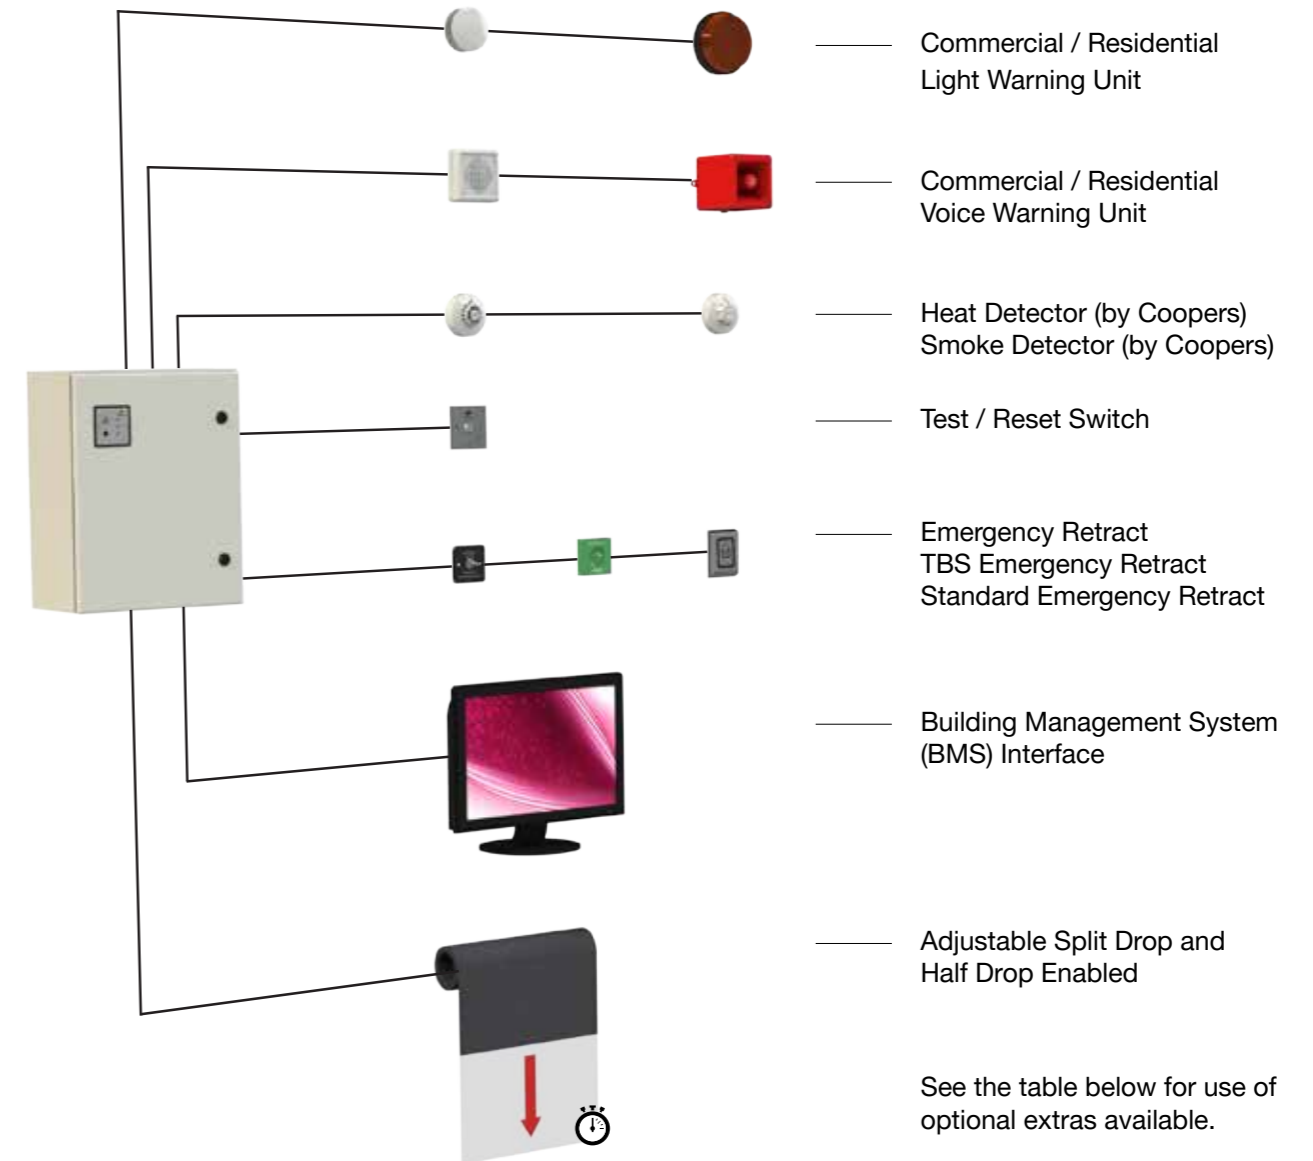 Commercial / Residential
Light Warning Unit
Commercial / Residential
Voice Warning Unit
Heat Detector (by Coopers)
Smoke Detector (by Coopers)
Test / Reset Switch
Emergency Retract
TBS Emergency Retract
Standard Emergency Retract
Building Management System
(BMS) Interface
Adjustable Split Drop and
Half Drop Enabled
See the table below for use of
optional extras available.